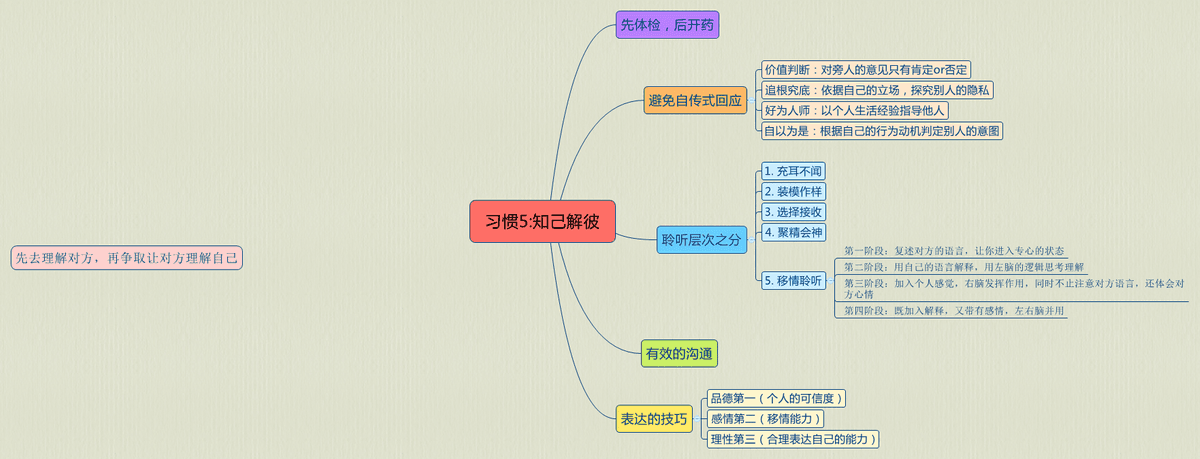 先体检，后开药
避免自传式回应
价值判断：对旁人的意见只有肯定or否定
追根究底：依据自己的立场，探究别人的隐私
好为人师：以个人生活经验指导他人
自以为是：根据自己的行为动机判定别人的意图
习惯5:知己解彼
先去理解对方，再争取让对方理解自己
聆听层次之分
1. 充耳不闻
2. 装模作样
3. 选择接收
4. 聚精会神
5. 移情聆听
第一阶段：复述对方的语言，让你进入专心的状态
第二阶段：用自己的语言解释，用左脑的逻辑思考理解
第三阶段：加入个人感觉，右脑发挥作用，同时不止注意对方语言，还体会对
方心情
第四阶段：既加入解释，又带有感情，左右脑并用
有效的沟通
表达的技巧
品德第一（个人的可信度）
感情第二（移情能力）
理性第三（合理表达自己的能力）